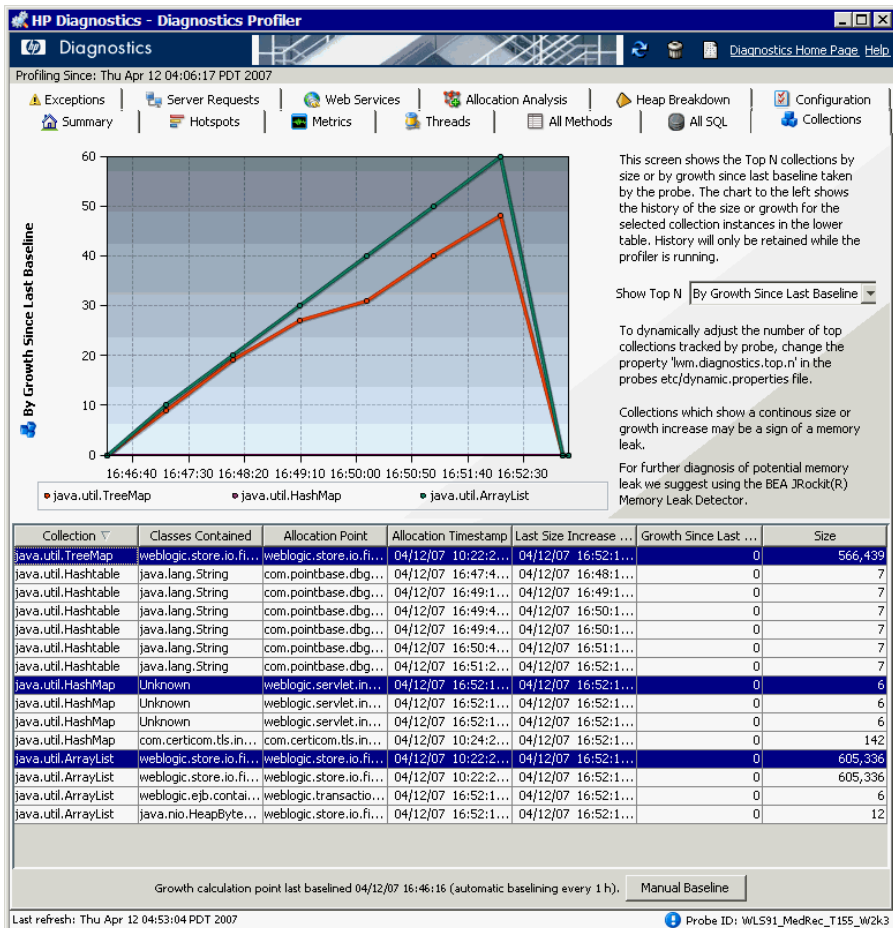 HP Diagnostics - Diagnostics Profiler
hp Diagnostics Diagnostics Home Page Help
Profiling Since: Thu Apr 12 04:06:17 PDT 2007
Exceptions Server Requests Web Services Allocation Analysis Heap Breakdown Configuration
Summary Hotspots Metrics Threads All Methods All SQL Collections
By Growth Since Last Baseline
60
50
40
30
20
10
0
16:46:40 16:47:30 16:48:20 16:49:10 16:50:00 16:50:50 16:51:40 16:52:30
java.util.TreeMap java.util.HashMap java.util.ArrayList
This screen shows the Top N collections by
size or by growth since last baseline taken
by the probe. The chart to the left shows
the history of the size or growth for the
selected collection instances in the lower
table. History will only be retained while the
profiler is running.
Show Top N By Growth Since Last Baseline
To dynamically adjust the number of top
collections tracked by probe, change the
property 'lwm.diagnostics.top.n' in the
probes etc/dynamic.properties file.
Collections which show a continous size or
growth increase may be a sign of a memory
leak.
For further diagnosis of potential memory
leak we suggest using the BEA JRockit(R)
Memory Leak Detector.
Collection Classes Contained Allocation Point Allocation Timestamp Last Size Increase ... Growth Since Last ... Size
java.util.TreeMap weblogic.store.io.fi... weblogic.store.io.fi... 04/12/07 10:22:2... 04/12/07 16:52:1... 0 566,439
java.util.Hashtable java.lang.String com.pointbase.dbg... 04/12/07 16:47:4... 04/12/07 16:48:1... 0 7
java.util.Hashtable java.lang.String com.pointbase.dbg... 04/12/07 16:49:1... 04/12/07 16:49:1... 0 7
java.util.Hashtable java.lang.String com.pointbase.dbg... 04/12/07 16:49:4... 04/12/07 16:50:1... 0 7
java.util.Hashtable java.lang.String com.pointbase.dbg... 04/12/07 16:49:4... 04/12/07 16:50:1... 0 7
java.util.Hashtable java.lang.String com.pointbase.dbg... 04/12/07 16:50:4... 04/12/07 16:51:1... 0 7
java.util.Hashtable java.lang.String com.pointbase.dbg... 04/12/07 16:51:2... 04/12/07 16:52:1... 0 7
java.util.HashMap Unknown weblogic.servlet.in... 04/12/07 16:52:1... 04/12/07 16:52:1... 0 6
java.util.HashMap Unknown weblogic.servlet.in... 04/12/07 16:52:1... 04/12/07 16:52:1... 0 6
java.util.HashMap Unknown weblogic.servlet.in... 04/12/07 16:52:1... 04/12/07 16:52:1... 0 6
java.util.HashMap com.certicom.tls.in... com.certicom.tls.in... 04/12/07 10:24:2... 04/12/07 16:52:1... 0 142
java.util.ArrayList weblogic.store.io.fi... weblogic.store.io.fi... 04/12/07 10:22:2... 04/12/07 16:52:1... 0 605,336
java.util.ArrayList weblogic.store.io.fi... weblogic.store.io.fi... 04/12/07 10:22:2... 04/12/07 16:52:1... 0 605,336
java.util.ArrayList weblogic.ejb.contai... weblogic.transactio... 04/12/07 16:52:1... 04/12/07 16:52:1... 0 6
java.util.ArrayList java.nio.HeapByte... weblogic.store.io.fi... 04/12/07 16:52:1... 04/12/07 16:52:1... 0 12
Growth calculation point last baselined 04/12/07 16:46:16 (automatic baselining every 1 h). Manual Baseline
Last refresh: Thu Apr 12 04:53:04 PDT 2007 Probe ID: WLS91_MedRec_T155_W2k3